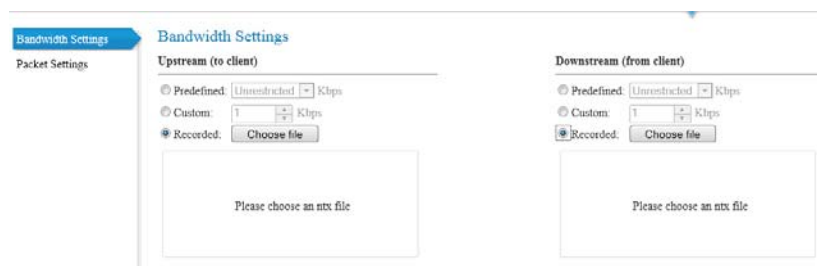 Bandwidth Settings
Packet Settings
Bandwidth Settings
Upstream (to client)
Predefined: Unrestricted Kbps
Custom: 1 Kbps
Recorded: Choose file
Please choose an ntx file
Downstream (from client)
Predefined: Unrestricted Kbps
Custom: 1 Kbps
Recorded: Choose file
Please choose an ntx file